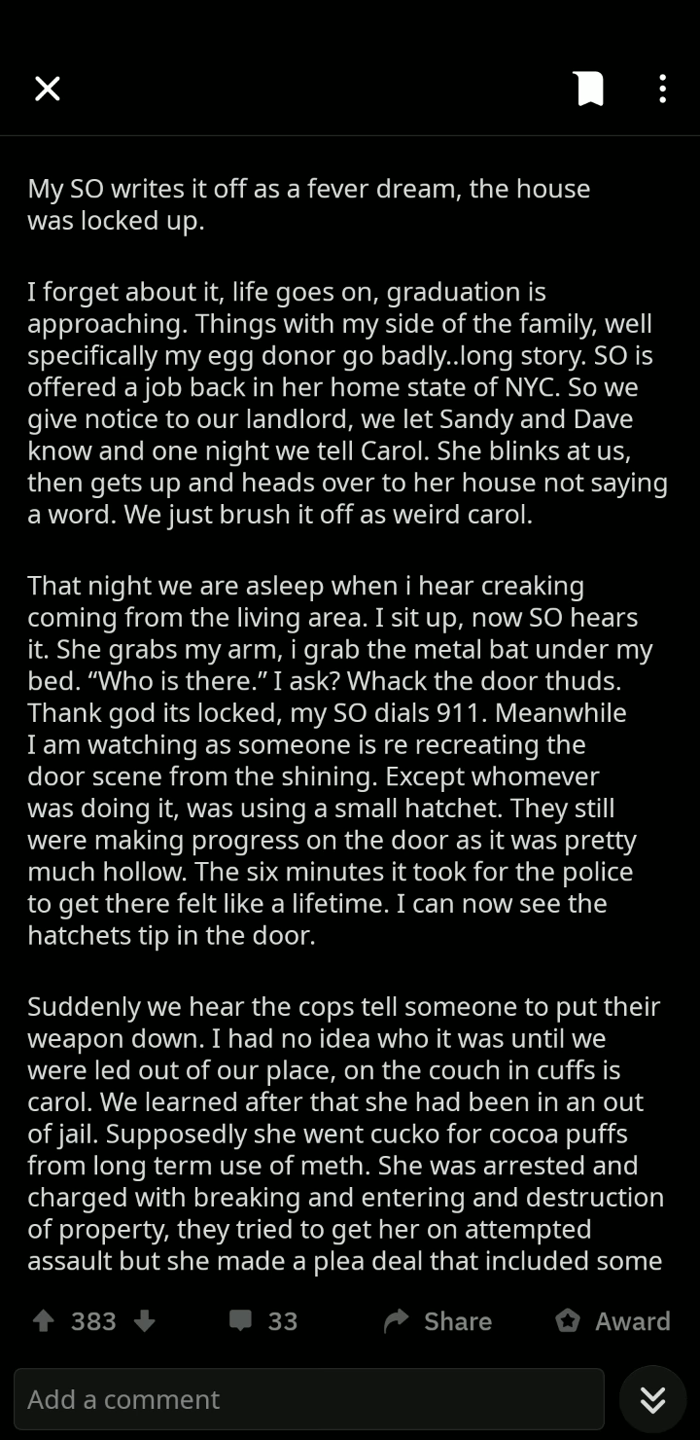 My SO writes it off as a fever dream, the house
was locked up.
I forget about it, life goes on, graduation is
approaching. Things with my side of the family, well
specifically my egg donor go badly..long story. SO is
offered a job back in her home state of NYC. So we
give notice to our landlord, we let Sandy and Dave
know and one night we tell Carol. She blinks at us,
then gets up and heads over to her house not saying
a word. We just brush it off as weird carol.
That night we are asleep when i hear creaking
coming from the living area. I sit up, now SO hears
it. She grabs my arm, i grab the metal bat under my
bed. “Who is there.” I ask? Whack the door thuds.
Thank god its locked, my SO dials 911. Meanwhile
I am watching as someone is re recreating the
door scene from the shining. Except whomever
was doing it, was using a small hatchet. They still
were making progress on the door as it was pretty
much hollow. The six minutes it took for the police
to get there felt like a lifetime. I can now see the
hatchets tip in the door.
Suddenly we hear the cops tell someone to put their
weapon down. I had no idea who it was until we
were led out of our place, on the couch in cuffs is
carol. We learned after that she had been in an out
of jail. Supposedly she went cucko for cocoa puffs
from long term use of meth. She was arrested and
charged with breaking and entering and destruction
of property, they tried to get her on attempted
assault but she made a plea deal that included some
383 33 Share Award
Add a comment